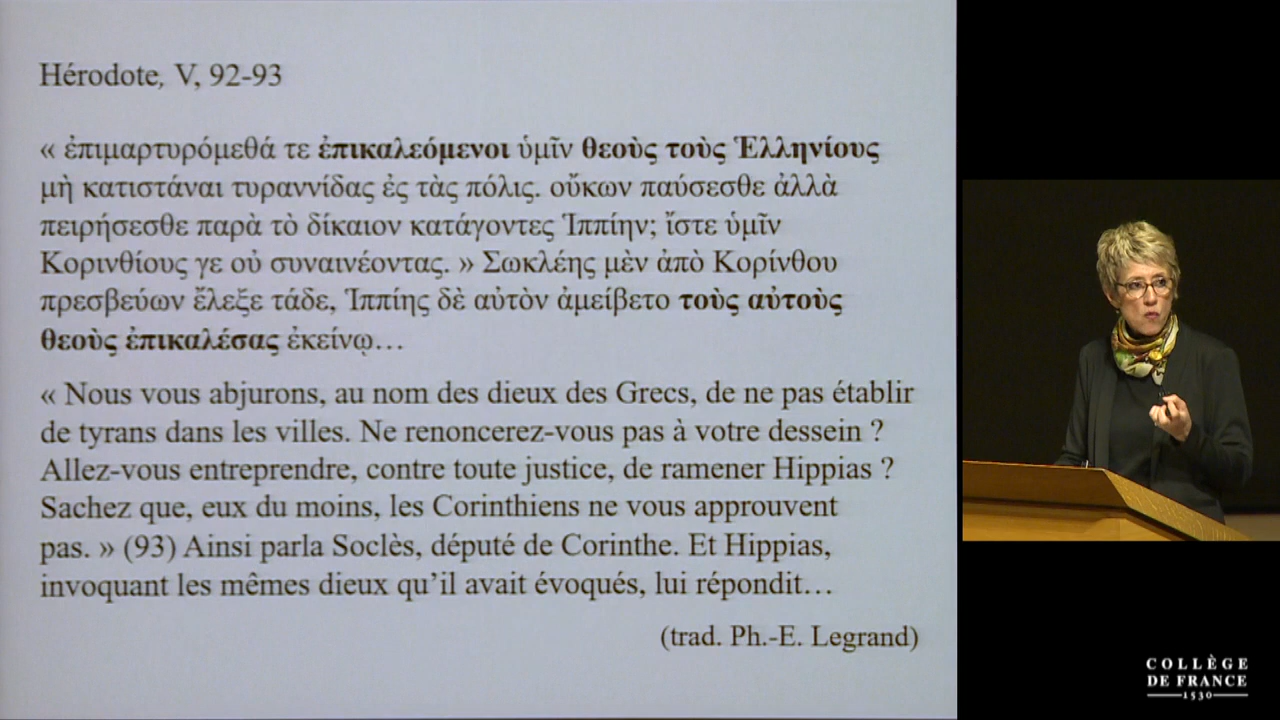 Hérodote, V, 92-93
« ἐπιμαρτυρόμεθά τε ἐπικαλεόμενοι ὑμῖν θεοὺς τοὺς Ἑλληνίους
μὴ κατιστάναι τυραννίδας ἐς τὰς πόλις. οὔκων παύσεσθε ἀλλὰ
πειρήσεσθε παρὰ τὸ δίκαιον κατάγοντες Ἱππίην; ἴστε ὑμῖν
Κορινθίους γε οὐ συναινέοντας. » Σωκλέης μὲν ἀπὸ Κορίνθου
πρεσβεύων ἔλεξε τάδε, Ἱππίης δὲ αὐτὸν ἀμείβετο τοὺς αὐτοὺς
θεοὺς ἐπικαλέσας ἐκείνῳ…
« Nous vous abjurons, au nom des dieux des Grecs, de ne pas établir
de tyrans dans les villes. Ne renoncerez-vous pas à votre dessein ?
Allez-vous entreprendre, contre toute justice, de ramener Hippias ?
Sachez que, eux du moins, les Corinthiens ne vous approuvent
pas. » (93) Ainsi parla Soclès, député de Corinthe. Et Hippias,
invoquant les mêmes dieux qu’il avait évoqués, lui répondit…
(trad. Ph.-E. Legrand)
COLLÈGE
DE FRANCE
1530